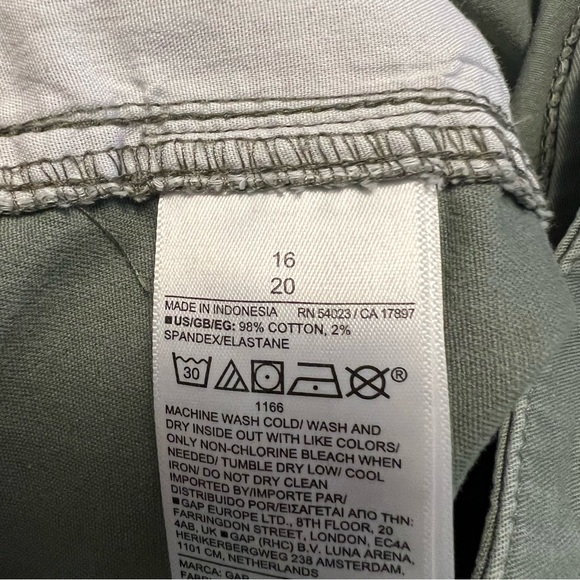 16
20
MADE IN INDONESIA RN 54023 / CA 17897
■US/GB/EG: 98% COTTON, 2%
SPANDEX/ELASTANE
30 ®
1166
MACHINE WASH COLD/ WASH AND
DRY INSIDE OUT WITH LIKE COLORS/
ONLY NON-CHLORINE BLEACH WHEN
NEEDED/ TUMBLE DRY LOW/ COOL
IRON/ DO NOT DRY CLEAN
IMPORTED BY/IMPORTE PAR/
DISTRIBUIDO POR/ΕΙΣΑΓΕΤΑΙ ΑΠΟ ΤΗΝ:
■ GAP EUROPE LTD., 8TH FLOOR, 20
FARRINGDON STREET, LONDON, EC4A
4AB, UK ■ GAP (RHC) B.V. LUNA ARENA,
HERIKERBERGWEG 238 AMSTERDAM,
1101 CM, NETHERLANDS
■ MARCA: GAP